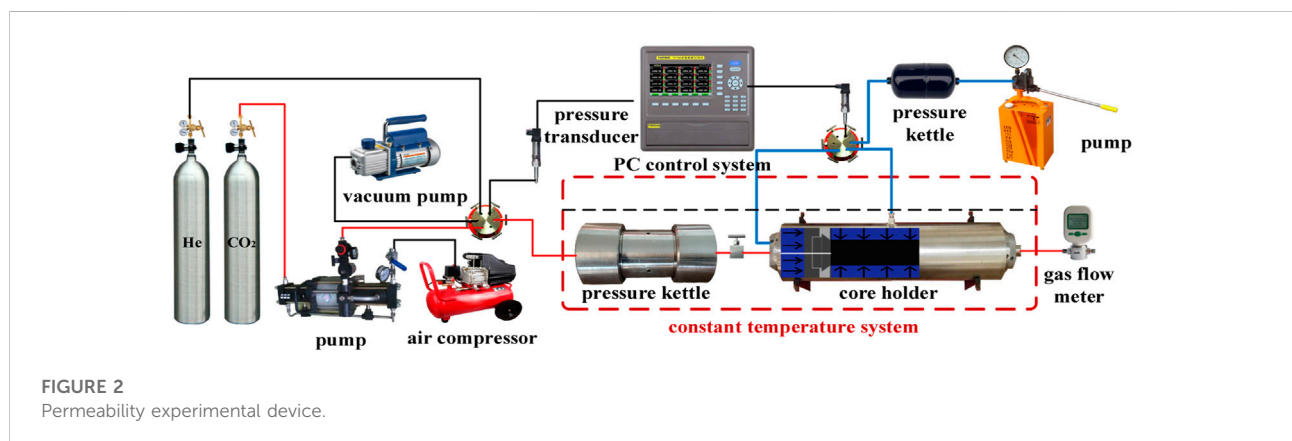 pressure
transducer
PC control system
pressure
kettle
pump
vacuum pump
He
CO₂
pump
air compressor
pressure kettle
core holder
gas flow
meter
constant temperature system
FIGURE 2
Permeability experimental device.